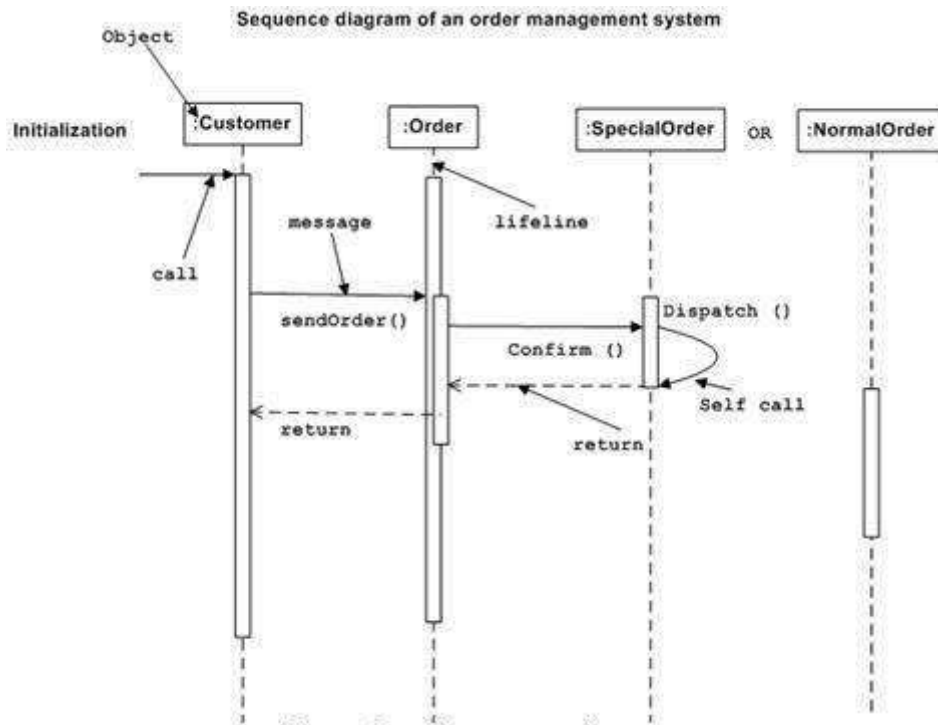 Sequence diagram of an order management system
Object
Initialization
:Customer
:Order
:SpecialOrder
OR
:NormalOrder
message
lifeline
call
sendOrder()
Dispatch ()
Confirm ()
Self call
return
return